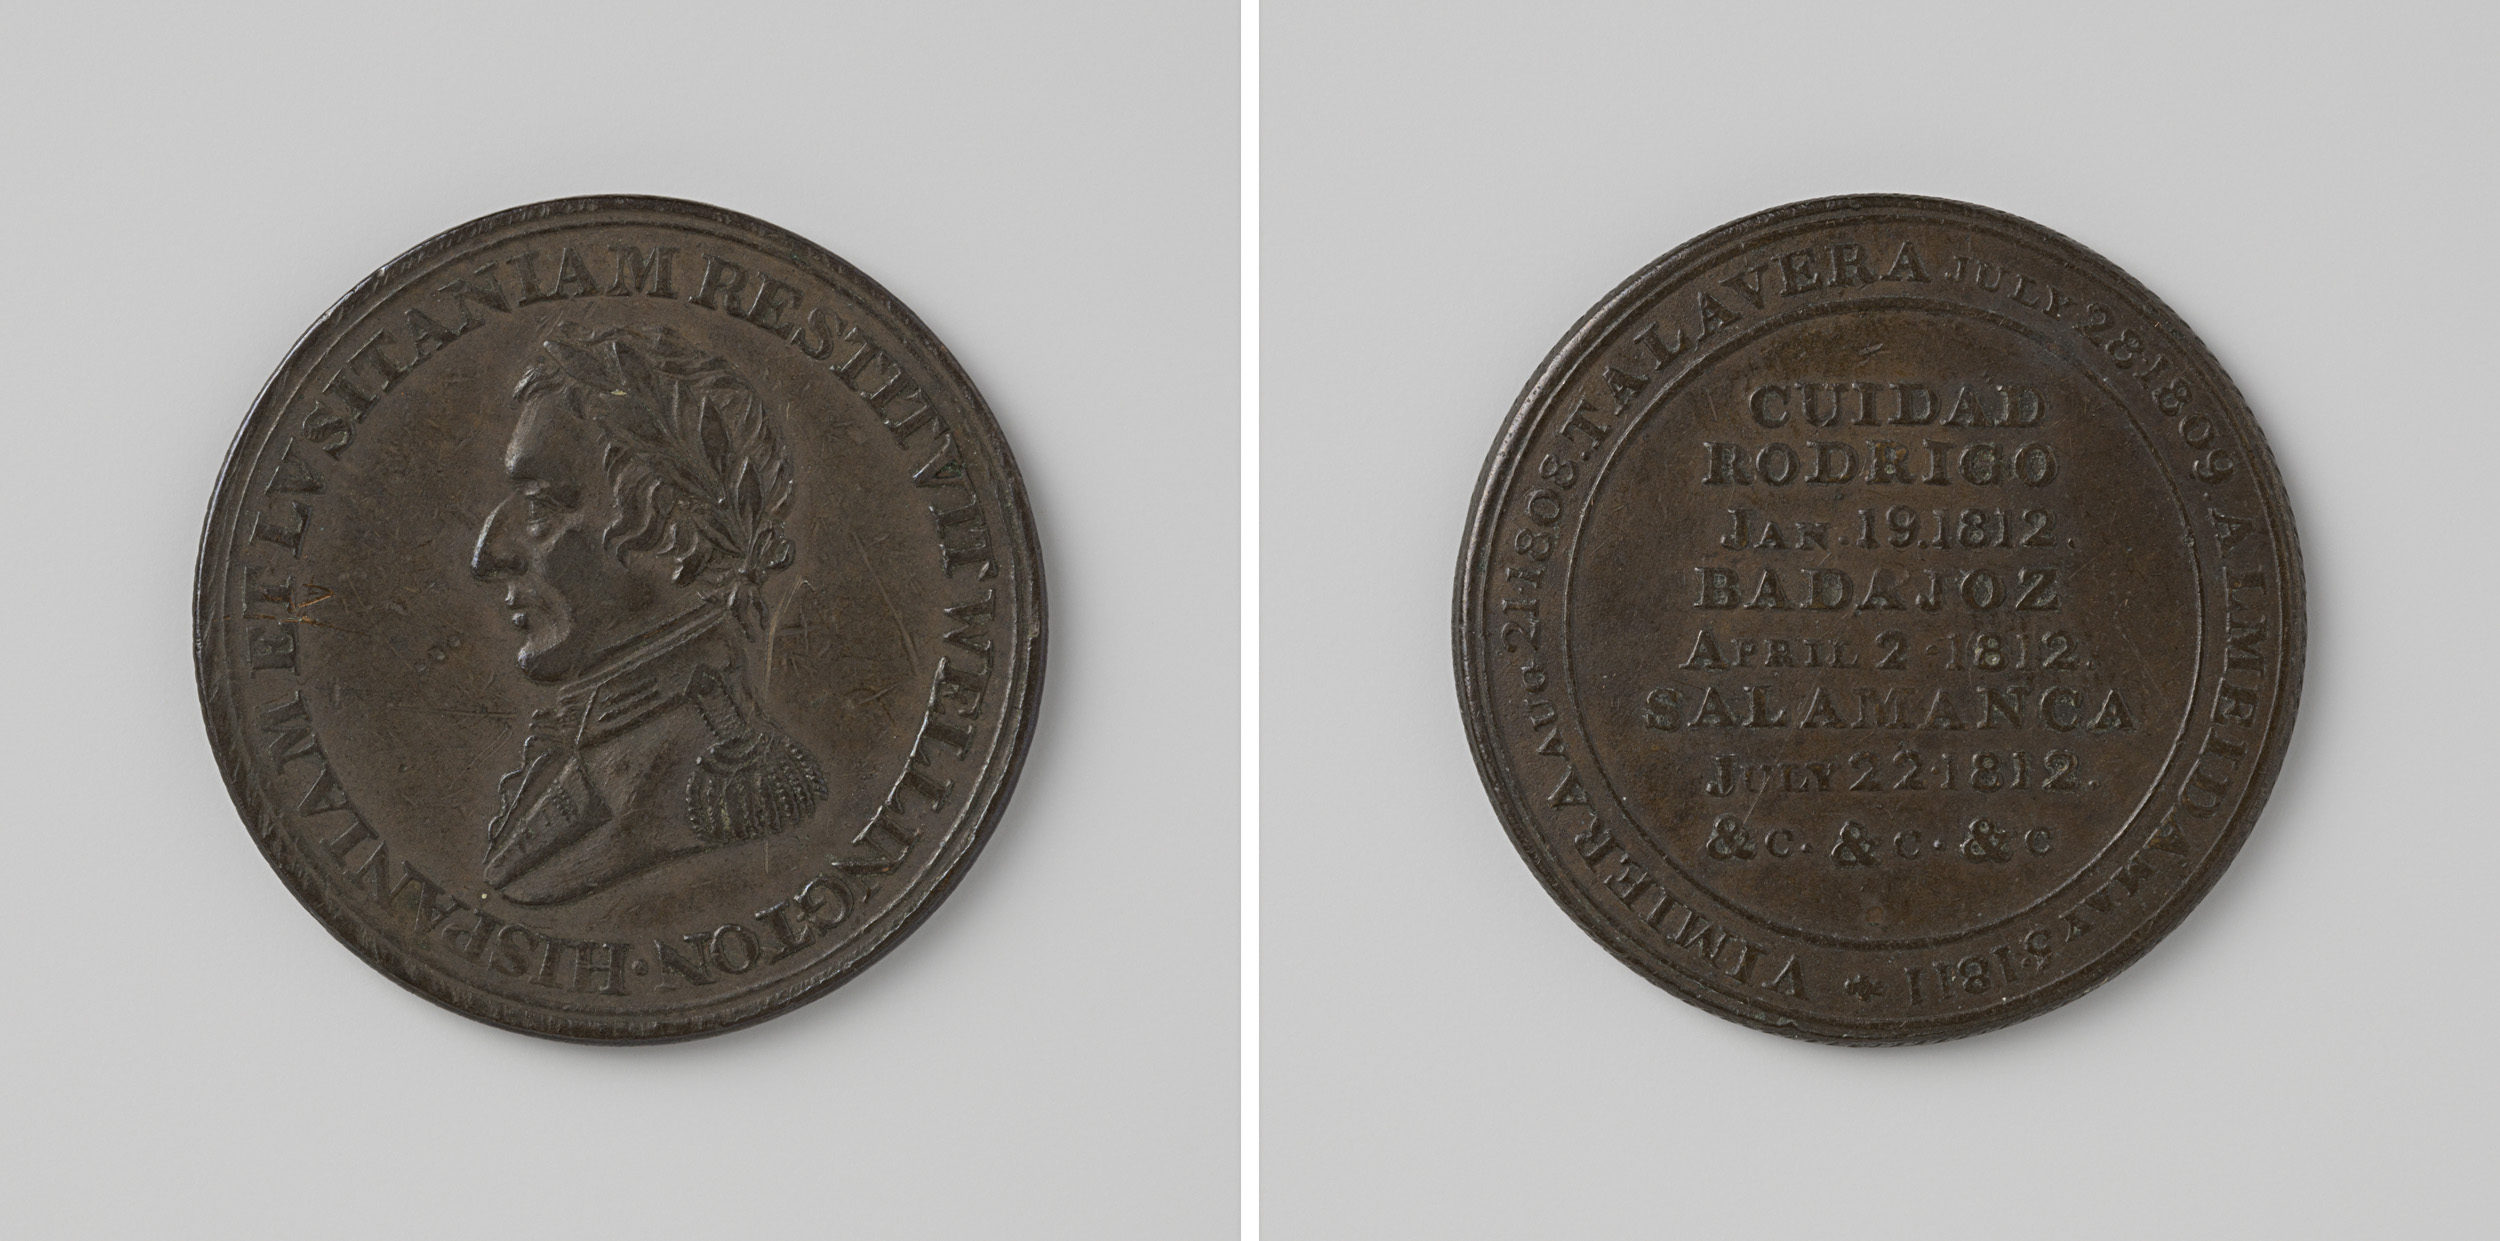 HISPANIAM ET LVSITANIAM RESTITVIT WELLINGTON ·
VIMIERA AUG. 21·1808. TALAVERA JULY 28·1809. ALMEIDA MAY 5·1811
CUIDAD
RODRIGO
JAN. 19.1812.
BADAJOZ
APRIL 2·1812.
SALAMANCA
JULY 22·1812.
&C. &C. &C